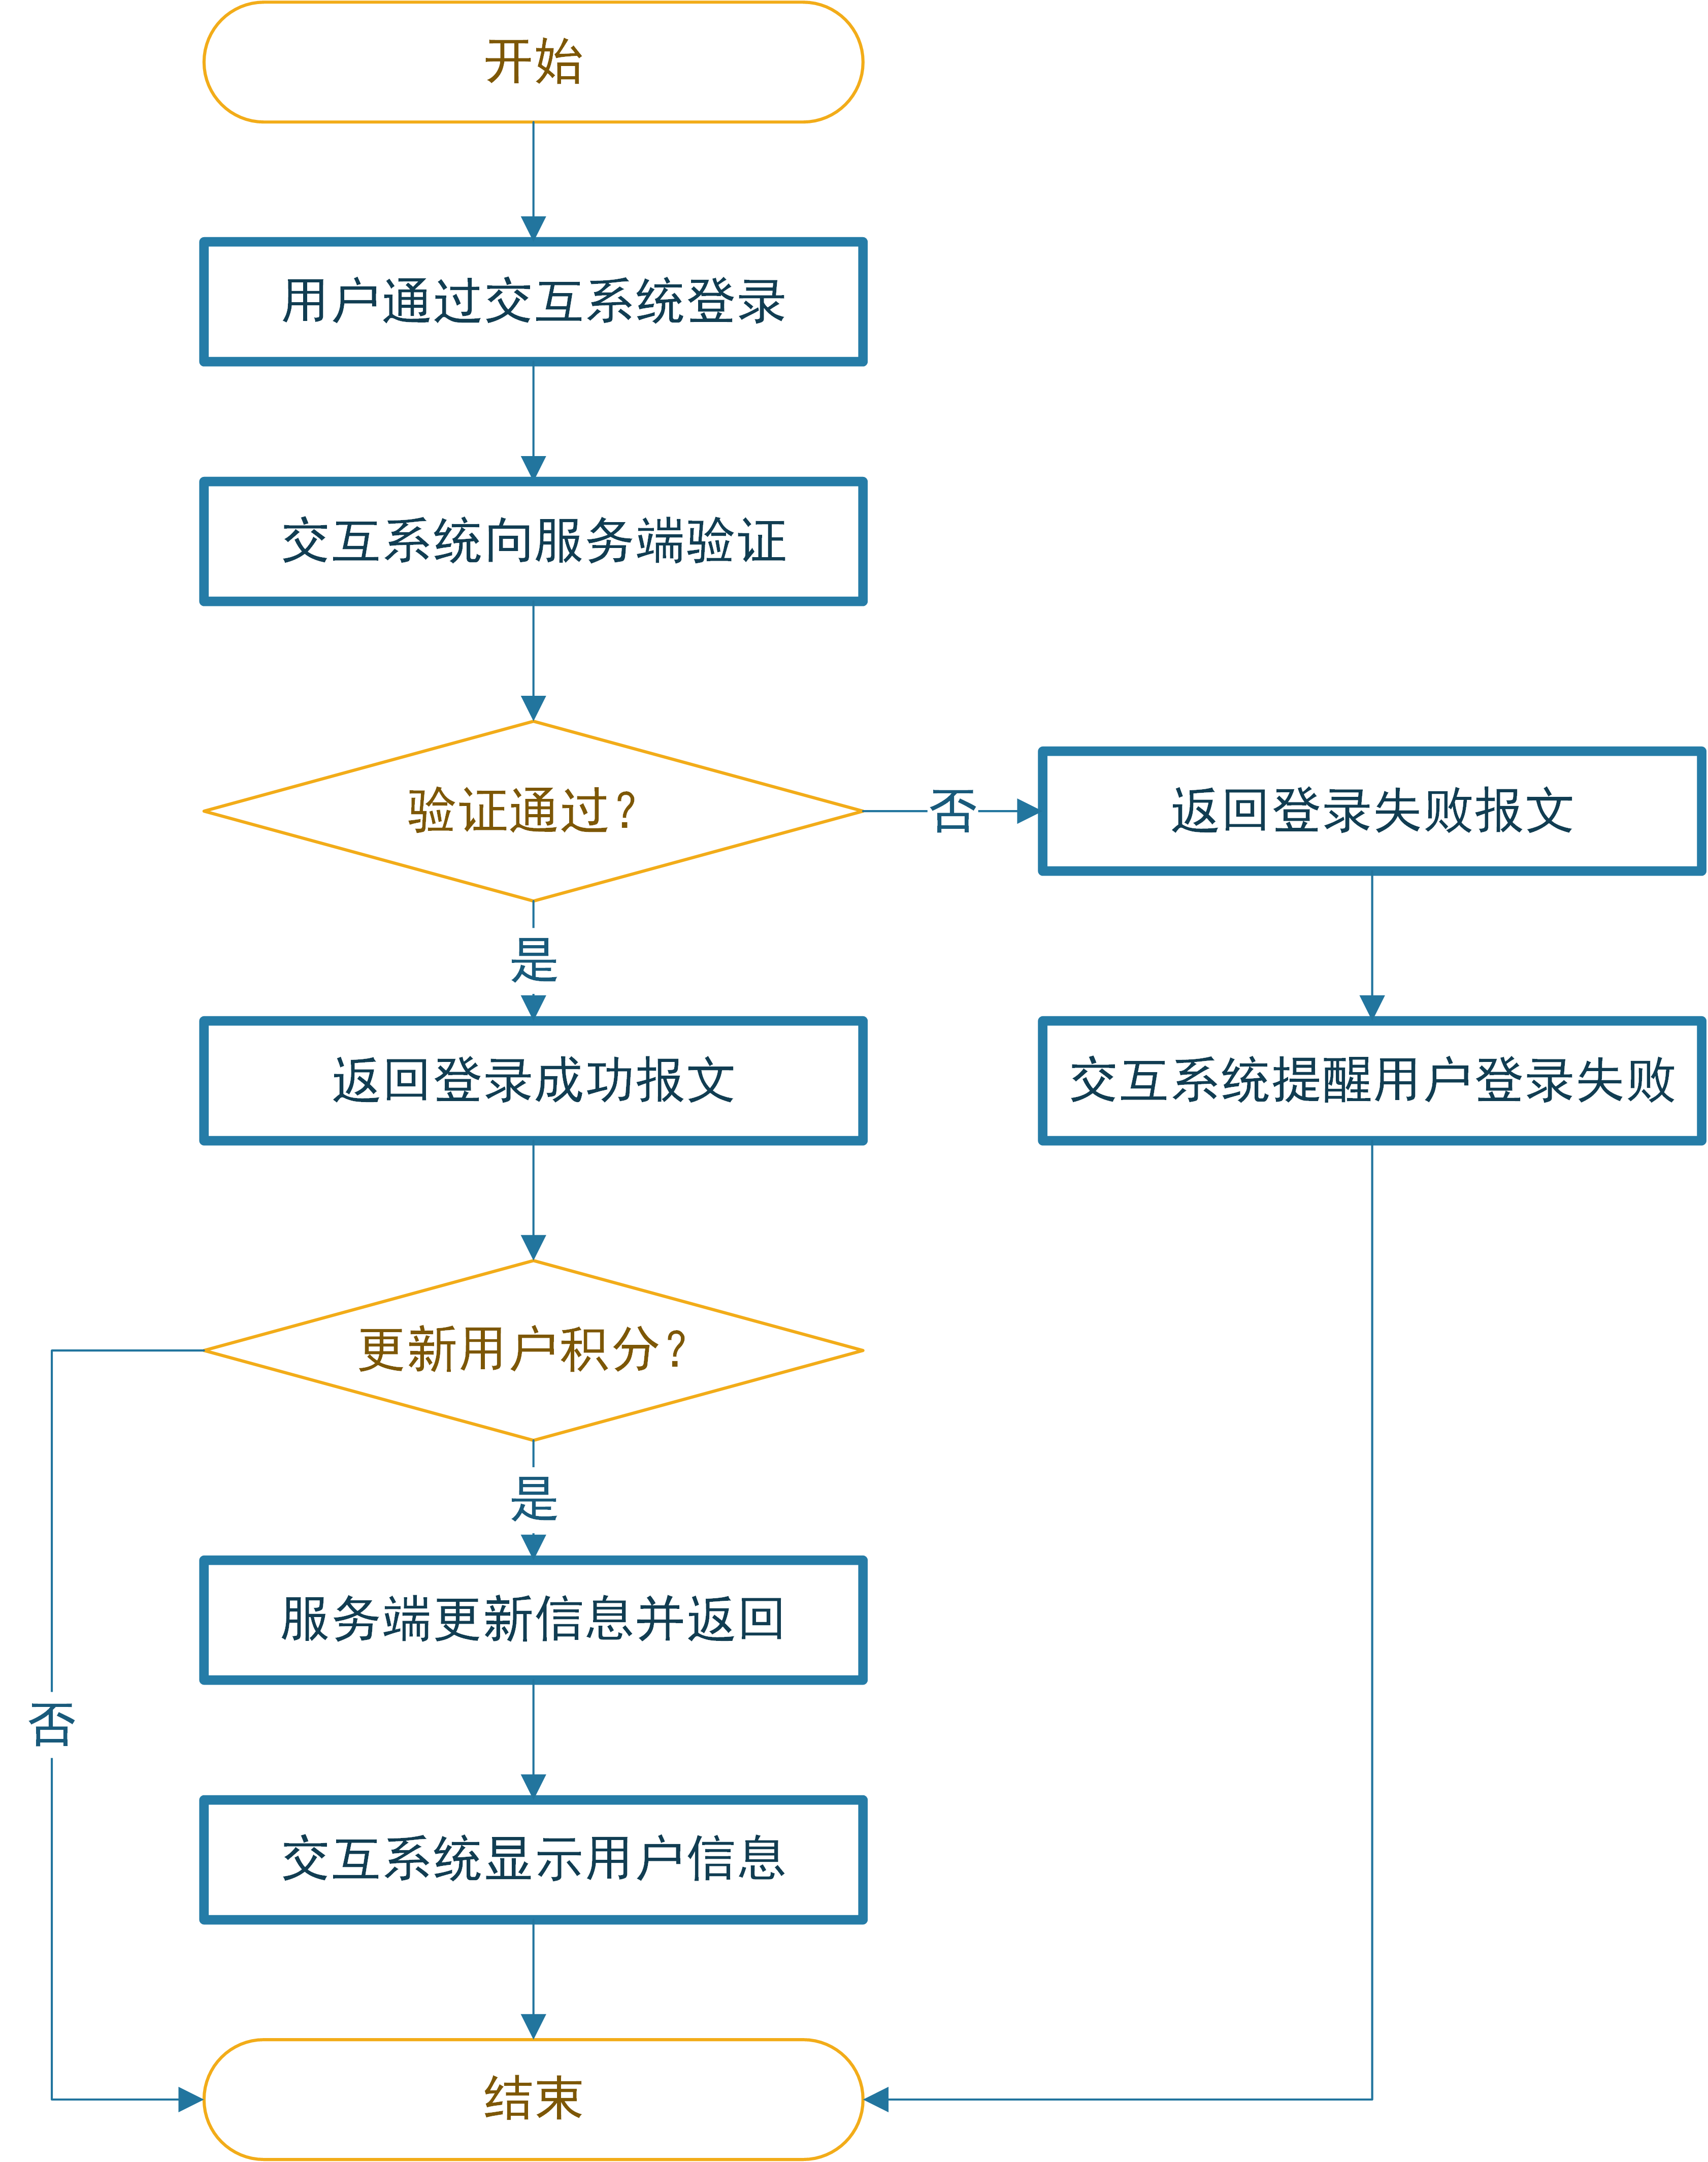 开始
用户通过交互系统登录
交互系统向服务端验证
验证通过？
否
返回登录失败报文
是
返回登录成功报文
交互系统提醒用户登录失败
更新用户积分？
是
服务端更新信息并返回
否
交互系统显示用户信息
结束